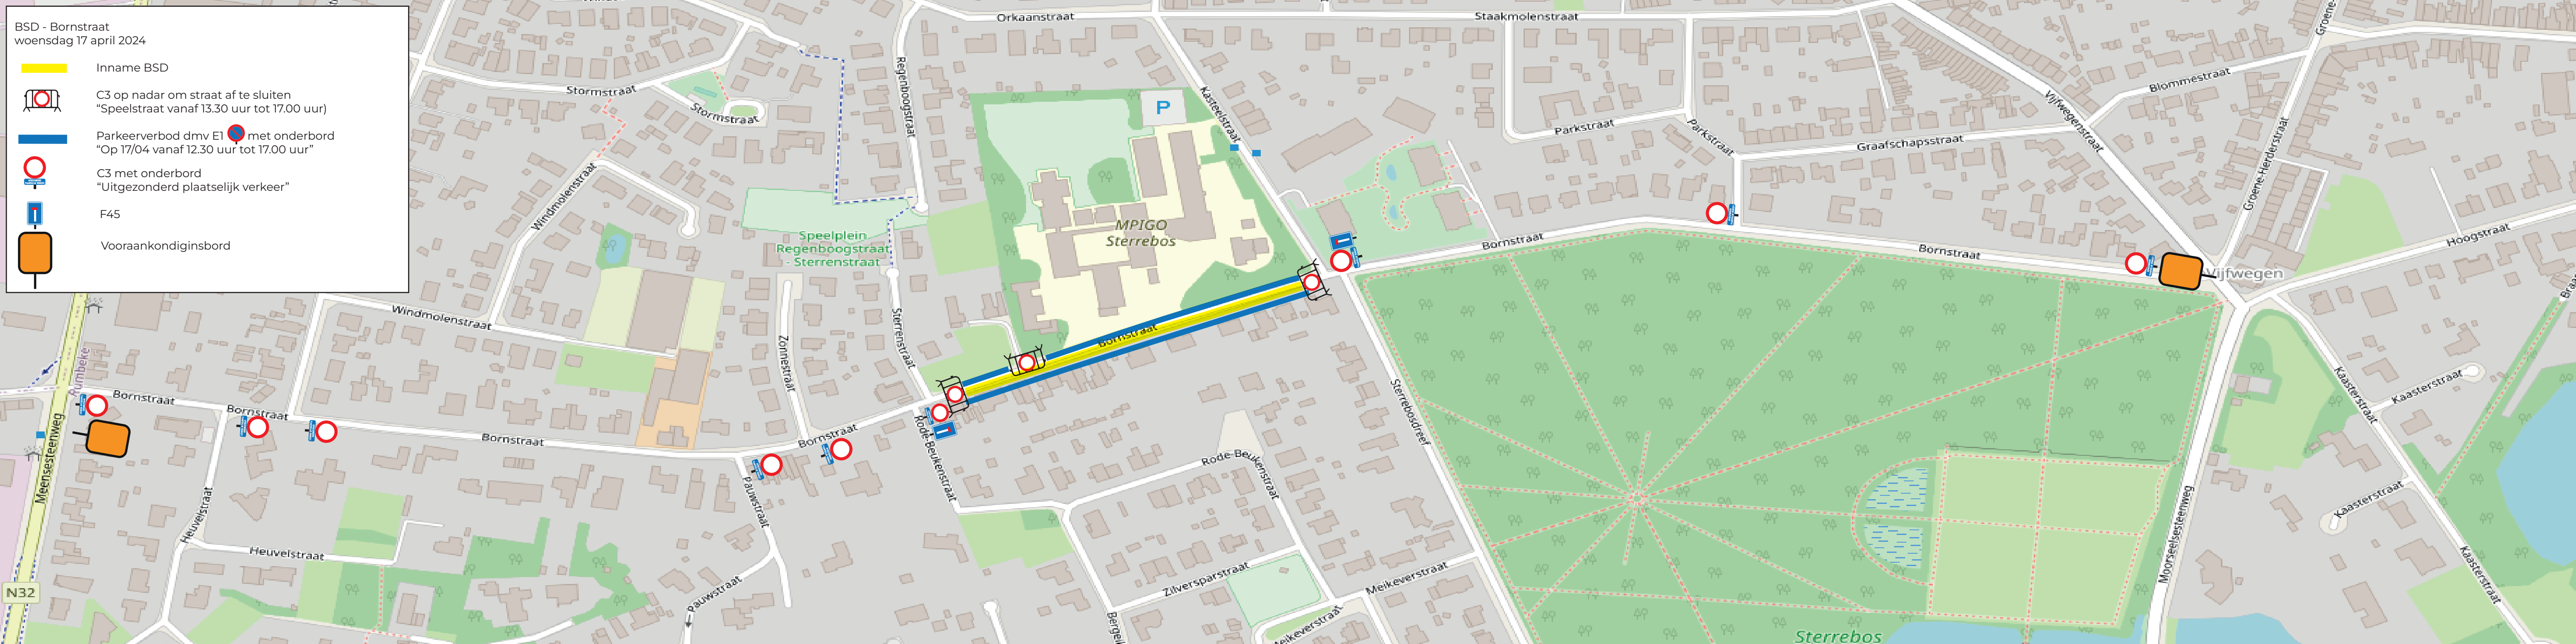 BSD - Bornstraat
woensdag 17 april 2024
Inname BSD
C3 op nadar om straat af te sluiten
“Speelstraat vanaf 13.30 uur tot 17.00 uur)
Parkeerverbod dmv E1 met onderbord
“Op 17/04 vanaf 12.30 uur tot 17.00 uur”
C3 met onderbord
“Uitgezonderd plaatselijk verkeer”
F45
Vooraankondiginsbord
Orkaanstraat
Staakmolenstraat
Groene-
Stormstraat
Stormstraat
Regenboogstraat
Kasteelstraat
P
Parkstraat
Parkstraat
Graafschapsstraat
Vijfwegenstraat
Blommestraat
Groene-Herderstraat
Windmolenstraat
Windmolenstraat
Speelplein
Regenboogstraat
- Sterrenstraat
MPIGO
Sterrebos
Bornstraat
Bornstraat
Hoogstraat
Vijfwegen
Sterrenstraat
Zonnestraat
Bornstraat
Bornstraat
Bornstraat
Bornstraat
Bornstraat
Meensesteenweg
N32
Heuvelstraat
Heuvelstraat
Pauwstraat
Pauwstraat
Rode-Beukenstraat
Rode-Beukenstraat
Sterrebosdreef
Zilversparstraat
Meikeverstraat
Meikeverstraat
Sterrebos
Moorseelsesteenweg
Kaasterstraat
Kaasterstraat
Kaasterstraat
Kaasterstraat